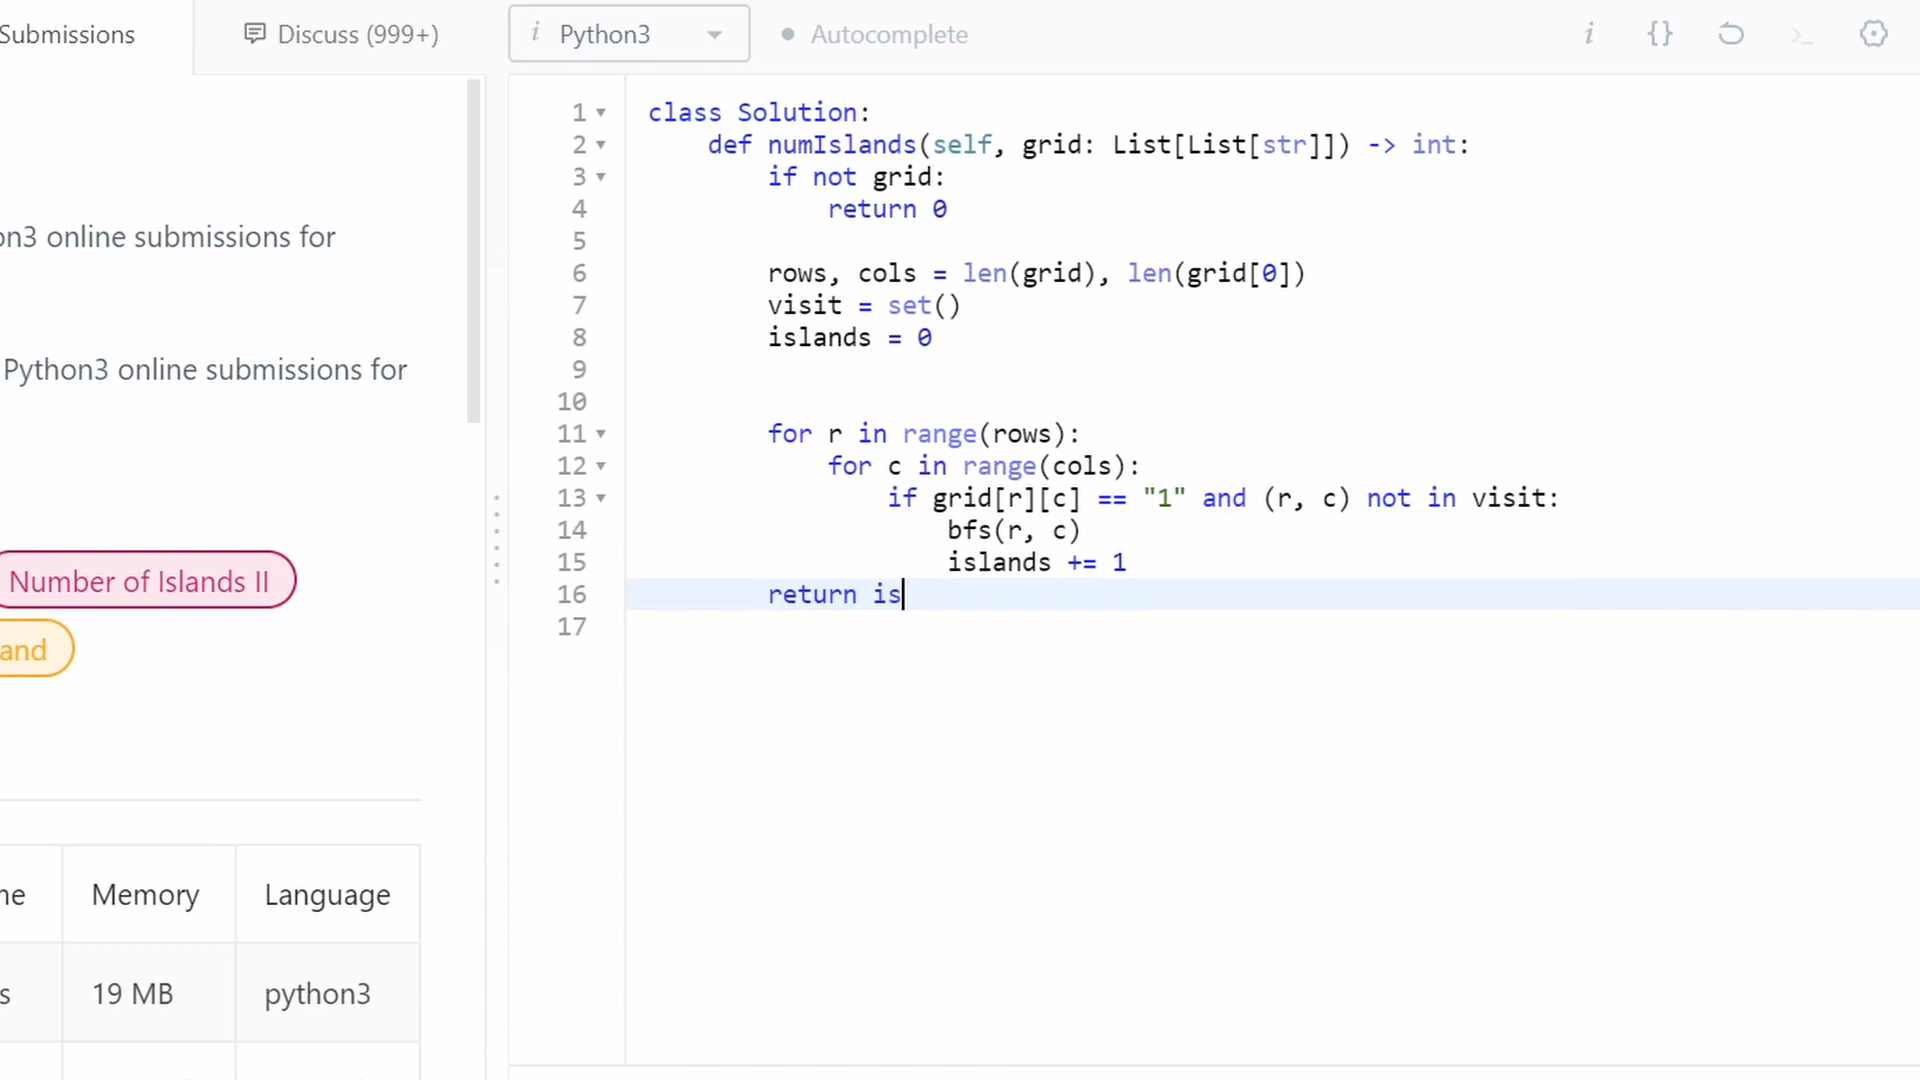 Submissions
Discuss (999+)
i Python3
Autocomplete
i {} >_
on3 online submissions for
Python3 online submissions for
Number of Islands II
and
ne Memory Language
s 19 MB python3
1 class Solution:
2     def numIslands(self, grid: List[List[str]]) -> int:
3         if not grid:
4             return 0
5
6         rows, cols = len(grid), len(grid[0])
7         visit = set()
8         islands = 0
9
10
11         for r in range(rows):
12             for c in range(cols):
13                 if grid[r][c] == "1" and (r, c) not in visit:
14                     bfs(r, c)
15                     islands += 1
16         return is
17